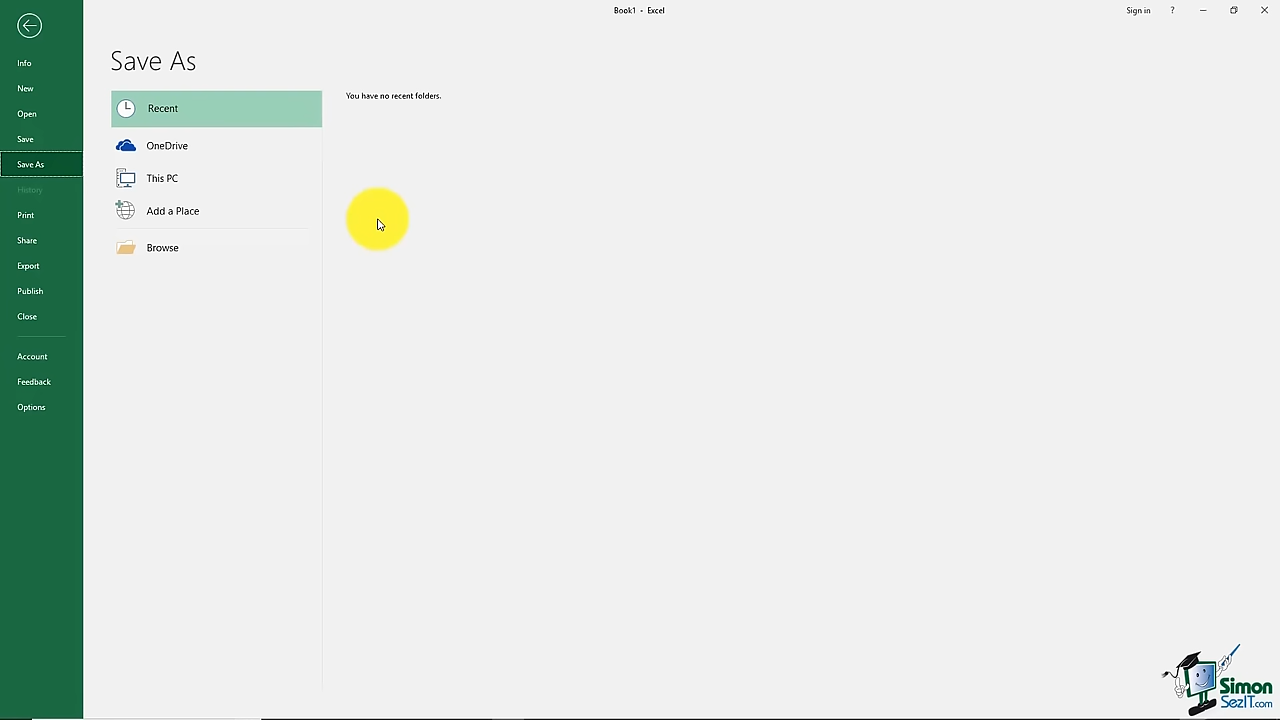 Book1 - Excel
Sign in
?
Info
New
Open
Save
Save As
History
Print
Share
Export
Publish
Close
Account
Feedback
Options
Save As
Recent
OneDrive
This PC
Add a Place
Browse
You have no recent folders.
Simon
SezIT.com